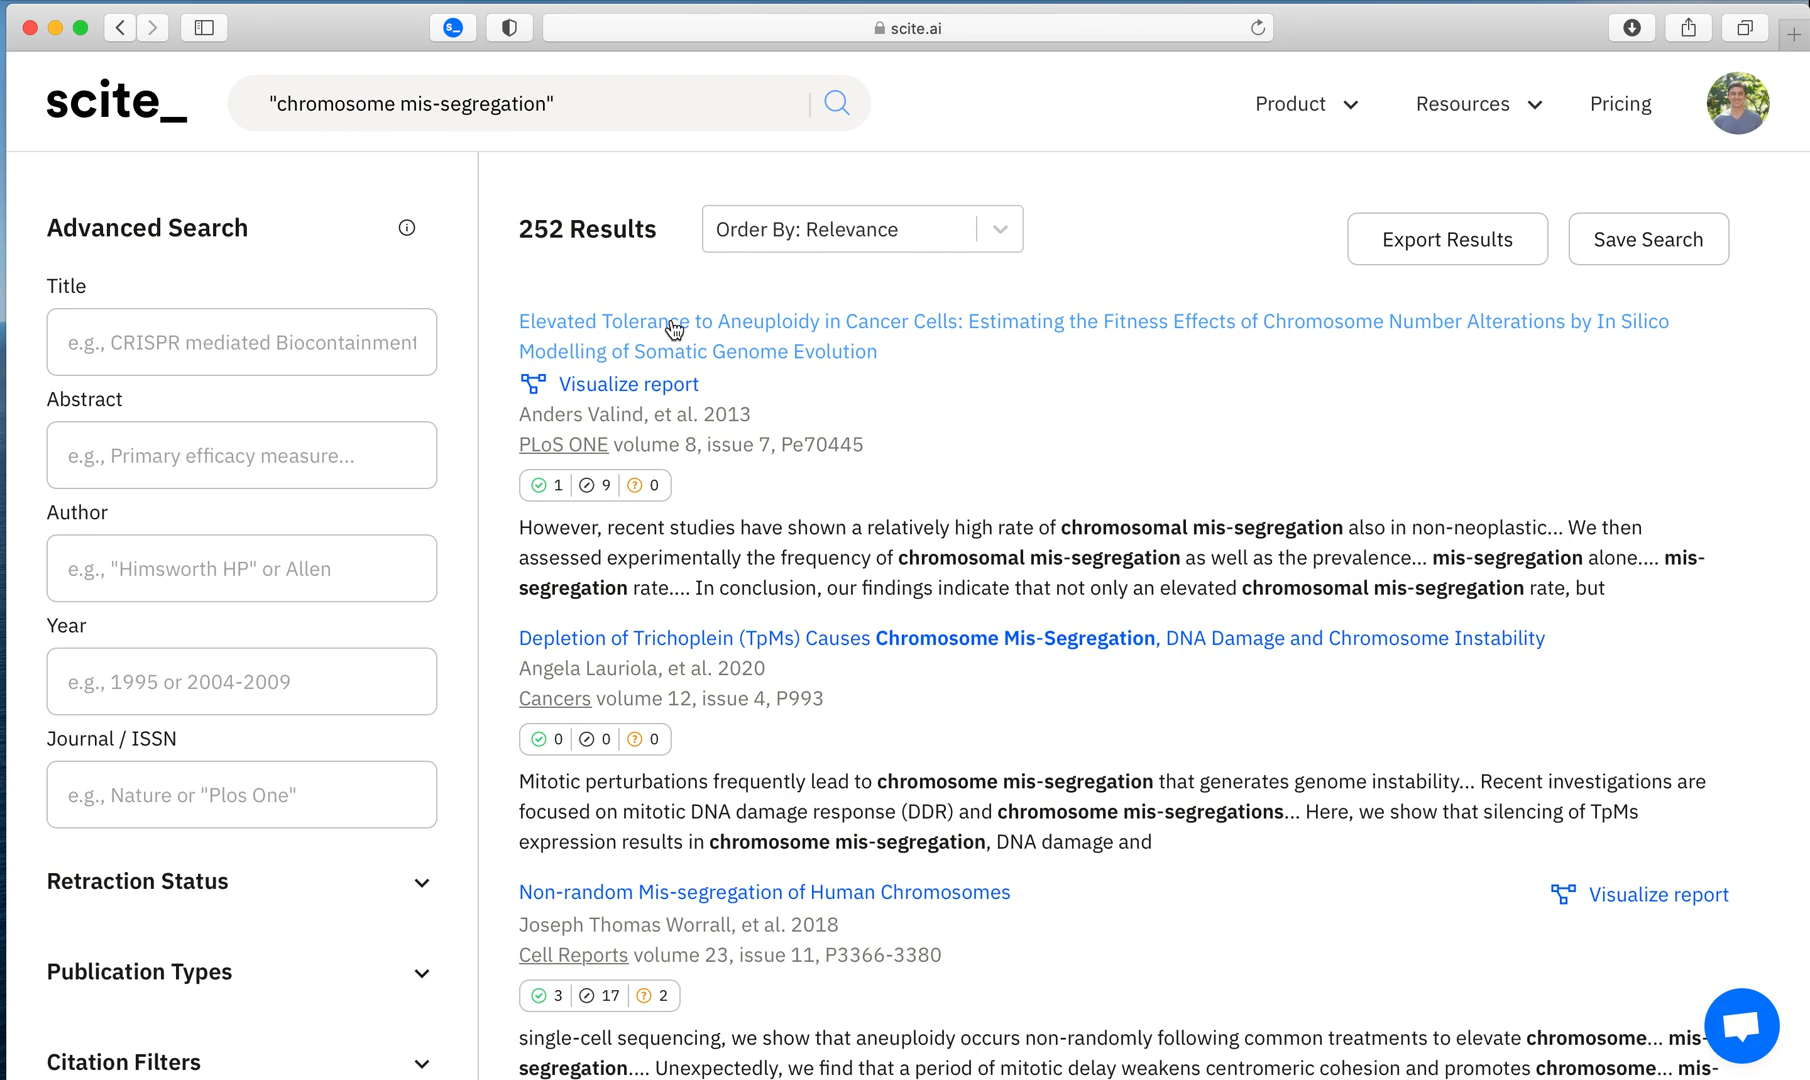 S_
scite.ai
scite_
"chromosome mis-segregation"
Product
Resources
Pricing
Advanced Search
Title
e.g., CRISPR mediated Biocontainment
Abstract
e.g., Primary efficacy measure...
Author
e.g., "Himsworth HP" or Allen
Year
e.g., 1995 or 2004-2009
Journal / ISSN
e.g., Nature or "Plos One"
Retraction Status
Publication Types
Citation Filters
252 Results
Order By: Relevance
Export Results
Save Search
Elevated Tolerance to Aneuploidy in Cancer Cells: Estimating the Fitness Effects of Chromosome Number Alterations by In Silico
Modelling of Somatic Genome Evolution
Visualize report
Anders Valind, et al. 2013
PLoS ONE volume 8, issue 7, Pe70445
1 9 0
However, recent studies have shown a relatively high rate of chromosomal mis-segregation also in non-neoplastic... We then
assessed experimentally the frequency of chromosomal mis-segregation as well as the prevalence... mis-segregation alone.... mis-
segregation rate.... In conclusion, our findings indicate that not only an elevated chromosomal mis-segregation rate, but
Depletion of Trichoplein (TpMs) Causes Chromosome Mis-Segregation, DNA Damage and Chromosome Instability
Angela Lauriola, et al. 2020
Cancers volume 12, issue 4, P993
0 0 0
Mitotic perturbations frequently lead to chromosome mis-segregation that generates genome instability... Recent investigations are
focused on mitotic DNA damage response (DDR) and chromosome mis-segregations... Here, we show that silencing of TpMs
expression results in chromosome mis-segregation, DNA damage and
Non-random Mis-segregation of Human Chromosomes
Visualize report
Joseph Thomas Worrall, et al. 2018
Cell Reports volume 23, issue 11, P3366-3380
3 17 2
single-cell sequencing, we show that aneuploidy occurs non-randomly following common treatments to elevate chromosome... mis-
segregation.... Unexpectedly, we find that a period of mitotic delay weakens centromeric cohesion and promotes chromosome... mis-